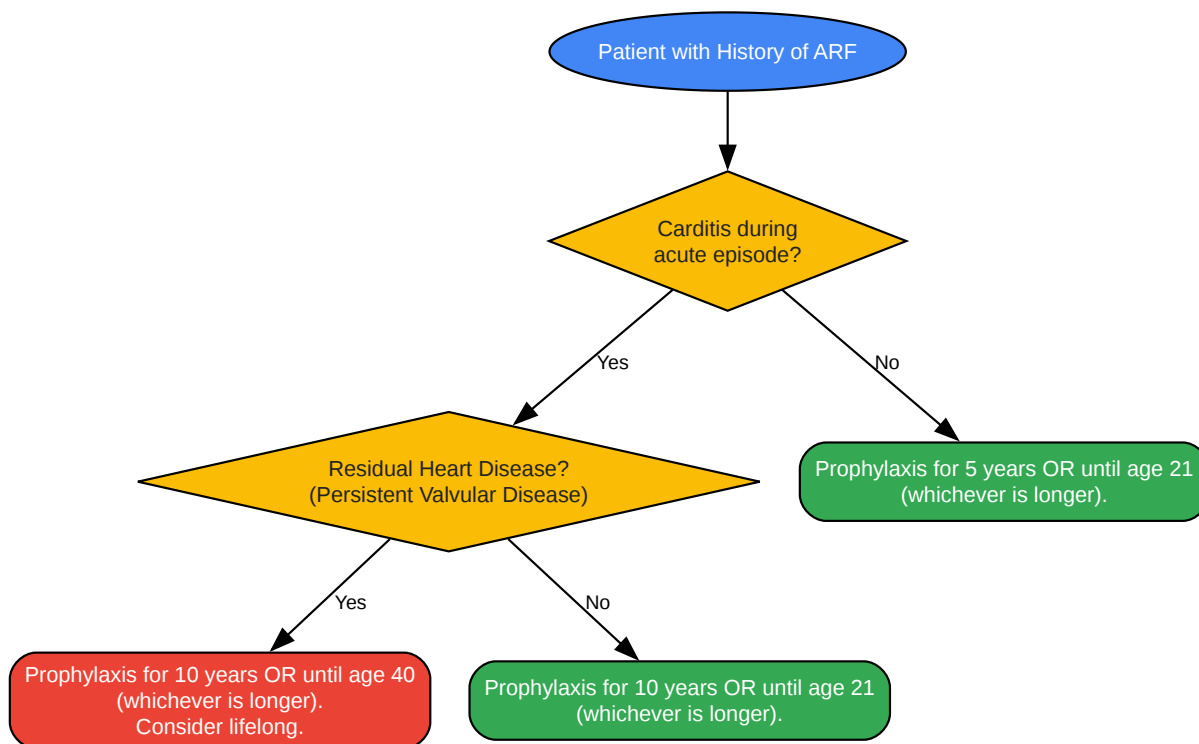 Patient with History of ARF
Carditis during
acute episode?
Yes
No
Residual Heart Disease?
(Persistent Valvular Disease)
Prophylaxis for 5 years OR until age 21
(whichever is longer).
Yes
No
Prophylaxis for 10 years OR until age 40
(whichever is longer).
Consider lifelong.
Prophylaxis for 10 years OR until age 21
(whichever is longer).